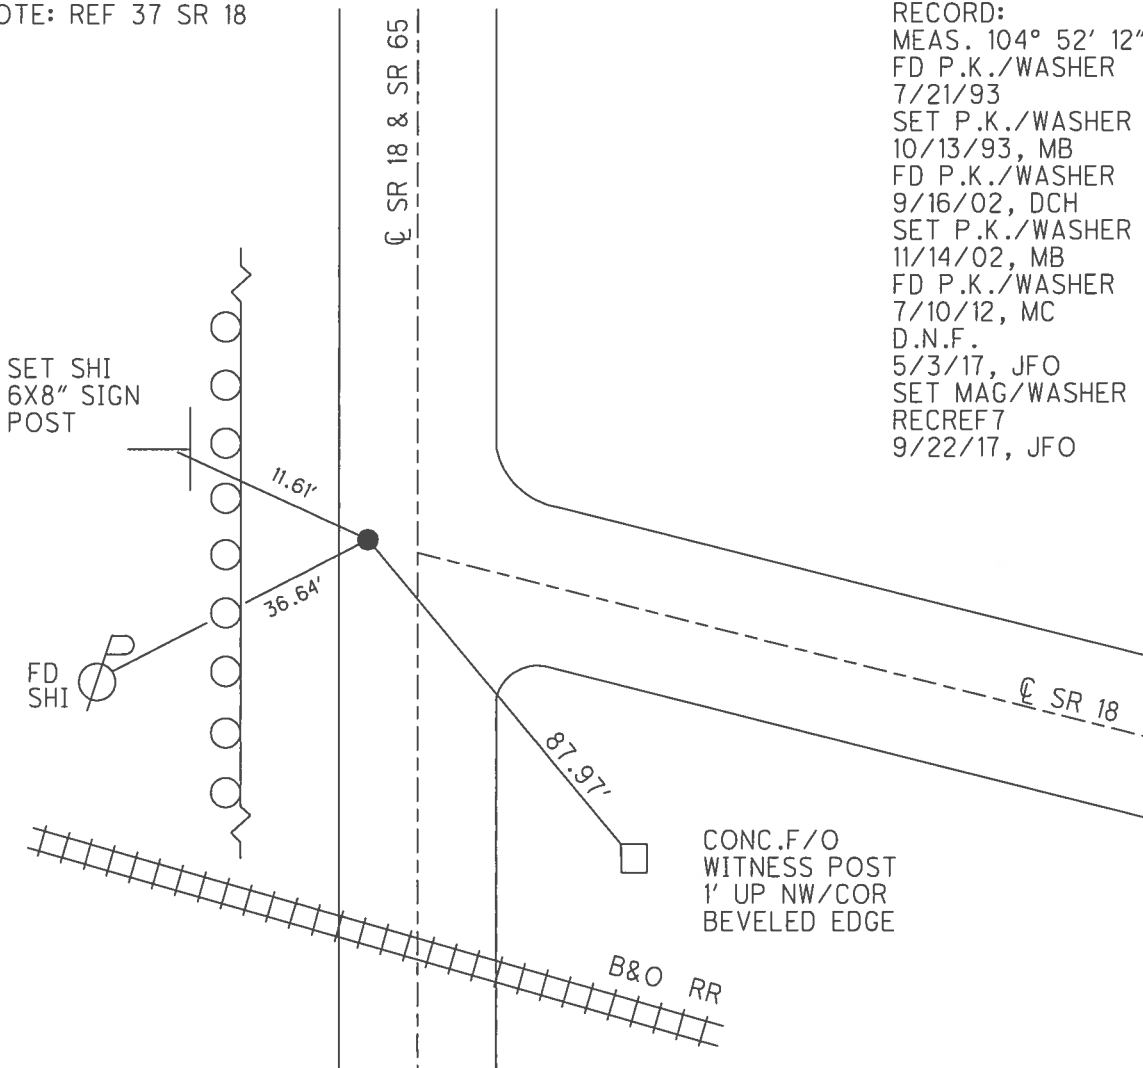 OTE: REF 37 SR 18
℄ SR 18 & SR 65
RECORD:
MEAS. 104° 52' 12"
FD P.K./WASHER
7/21/93
SET P.K./WASHER
10/13/93, MB
FD P.K./WASHER
9/16/02, DCH
SET P.K./WASHER
11/14/02, MB
FD P.K./WASHER
7/10/12, MC
D.N.F.
5/3/17, JFO
SET MAG/WASHER
RECREF7
9/22/17, JFO
SET SHI
6X8" SIGN
POST
11.61'
36.64'
FD
SHI
℄ SR 18
87.97'
CONC.F/O
WITNESS POST
1' UP NW/COR
BEVELED EDGE
B&O RR